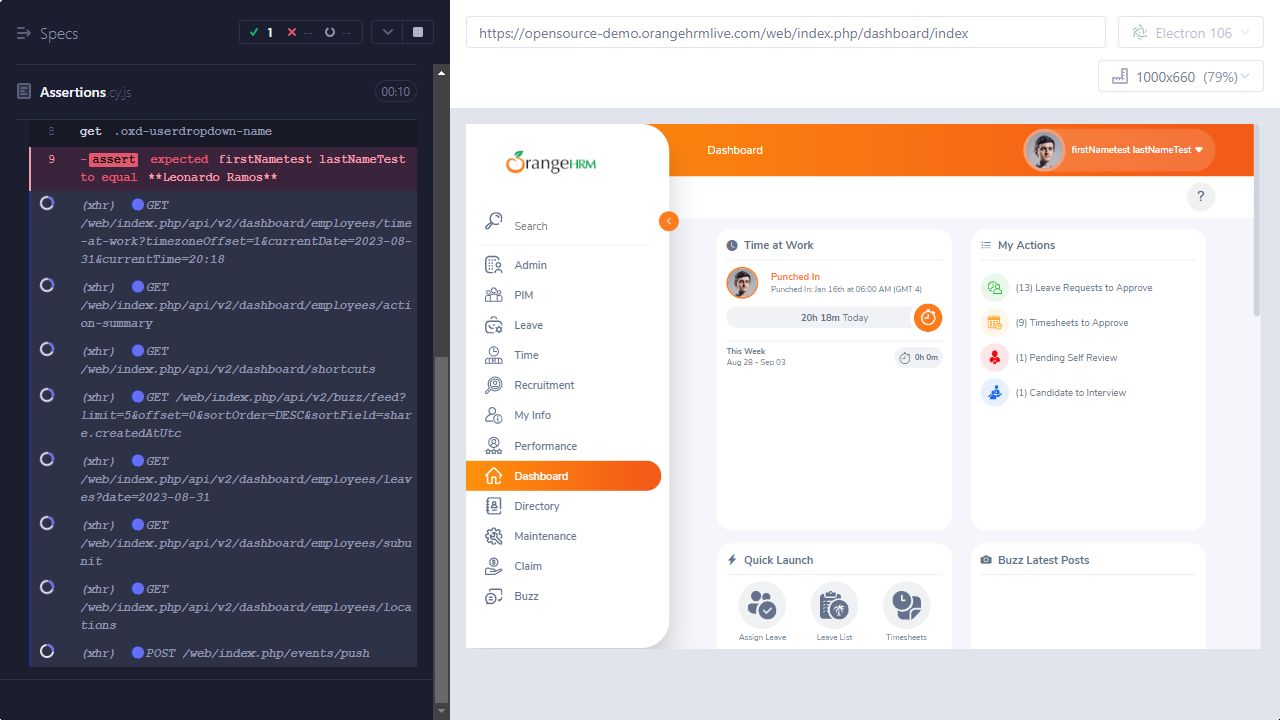 Specs
1
--
--
Assertions.cy.js
00:10
8 get .oxd-userdropdown-name
9 -assert expected firstNametest lastNameTest
to equal **Leonardo Ramos**
(xhr) GET
/web/index.php/api/v2/dashboard/employees/time
-at-work?timezoneOffset=1&currentDate=2023-08-
31&currentTime=20:18
(xhr) GET
/web/index.php/api/v2/dashboard/employees/acti
on-summary
(xhr) GET
/web/index.php/api/v2/dashboard/shortcuts
(xhr) GET /web/index.php/api/v2/buzz/feed?
limit=5&offset=0&sortOrder=DESC&sortField=shar
e.createdAtUtc
(xhr) GET
/web/index.php/api/v2/dashboard/employees/leav
es?date=2023-08-31
(xhr) GET
/web/index.php/api/v2/dashboard/employees/subu
nit
(xhr) GET
/web/index.php/api/v2/dashboard/employees/loca
tions
(xhr) POST /web/index.php/events/push
https://opensource-demo.orangehrmlive.com/web/index.php/dashboard/index
Electron 106
1000x660 (79%)
OrangeHRM
Search
Admin
PIM
Leave
Time
Recruitment
My Info
Performance
Dashboard
Directory
Maintenance
Claim
Buzz
Dashboard
firstNametest lastNameTest
?
Time at Work
Punched In
Punched In: Jan 16th at 06:00 AM (GMT 4)
20h 18m Today
This Week
Aug 28 - Sep 03
0h 0m
My Actions
(13) Leave Requests to Approve
(9) Timesheets to Approve
(1) Pending Self Review
(1) Candidate to Interview
Quick Launch
Assign Leave
Leave List
Timesheets
Buzz Latest Posts